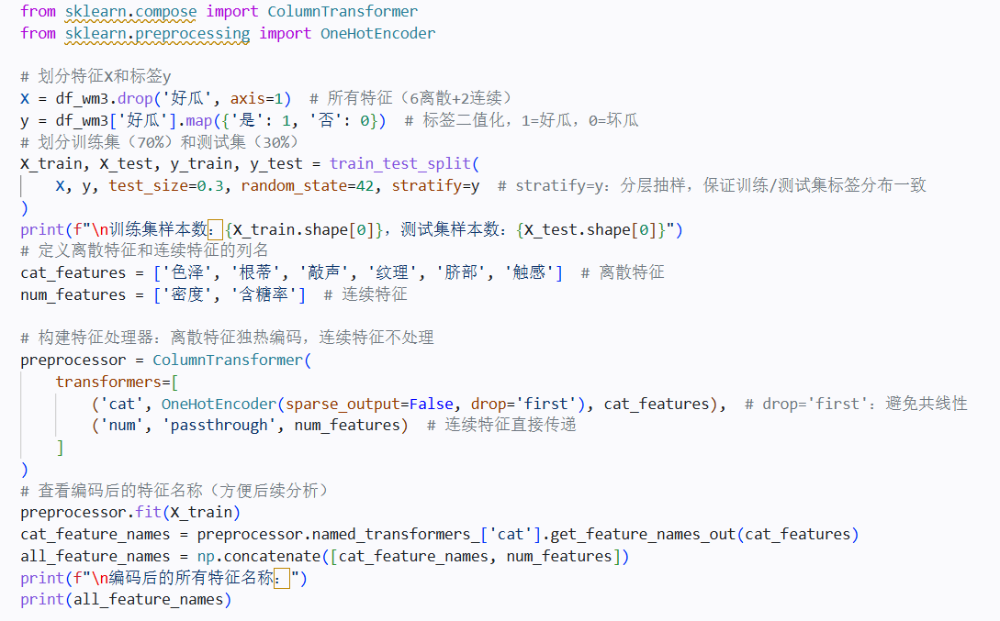 from sklearn.compose import ColumnTransformer
from sklearn.preprocessing import OneHotEncoder
# 划分特征X和标签y
X = df_wm3.drop('好瓜', axis=1)  # 所有特征（6离散+2连续）
y = df_wm3['好瓜'].map({'是': 1, '否': 0})  # 标签二值化，1=好瓜，0=坏瓜
# 划分训练集（70%）和测试集（30%）
X_train, X_test, y_train, y_test = train_test_split(
    X, y, test_size=0.3, random_state=42, stratify=y  # stratify=y：分层抽样，保证训练/测试集标签分布一致
)
print(f"\n训练集样本数：{X_train.shape[0]}，测试集样本数：{X_test.shape[0]}")
# 定义离散特征和连续特征的列名
cat_features = ['色泽', '根蒂', '敲声', '纹理', '脐部', '触感']  # 离散特征
num_features = ['密度', '含糖率']  # 连续特征
# 构建特征处理器：离散特征独热编码，连续特征不处理
preprocessor = ColumnTransformer(
    transformers=[
        ('cat', OneHotEncoder(sparse_output=False, drop='first'), cat_features),  # drop='first'：避免共线性
        ('num', 'passthrough', num_features)  # 连续特征直接传递
    ]
)
# 查看编码后的特征名称（方便后续分析）
preprocessor.fit(X_train)
cat_feature_names = preprocessor.named_transformers_['cat'].get_feature_names_out(cat_features)
all_feature_names = np.concatenate([cat_feature_names, num_features])
print(f"\n编码后的所有特征名称：")
print(all_feature_names)